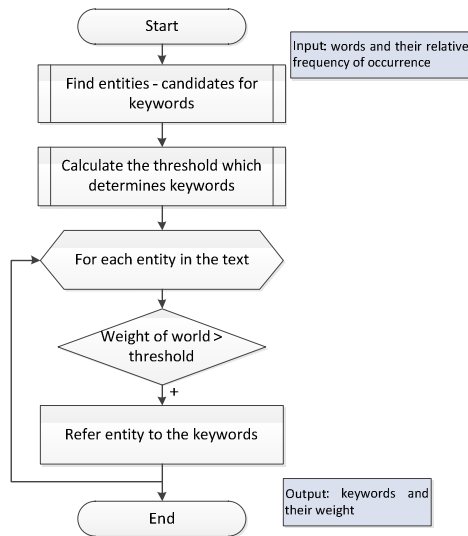 Start
Input: words and their relative
frequency of occurrence
Find entities - candidates for
keywords
Calculate the threshold which
determines keywords
For each entity in the text
Weight of world >
threshold
+
Refer entity to the keywords
Output: keywords and
their weight
End